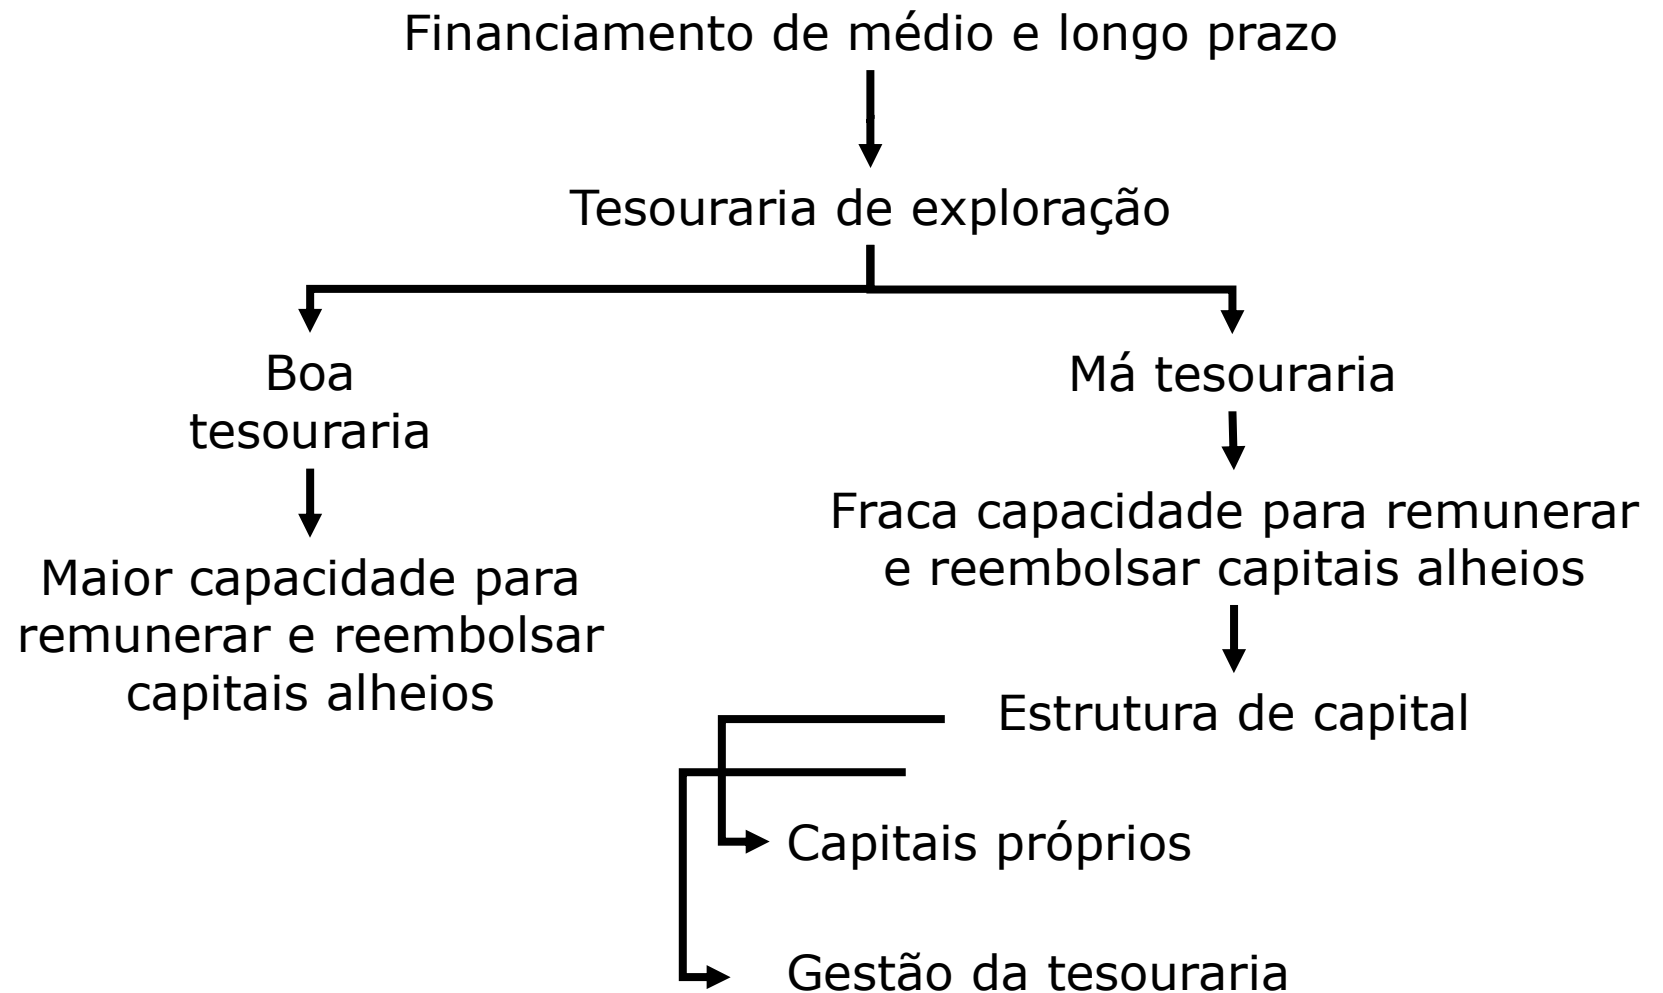 Financiamento de médio e longo prazo
Tesouraria de exploração
Boa
tesouraria
Maior capacidade para
remunerar e reembolsar
capitais alheios
Má tesouraria
Fraca capacidade para remunerar
e reembolsar capitais alheios
Estrutura de capital
Capitais próprios
Gestão da tesouraria